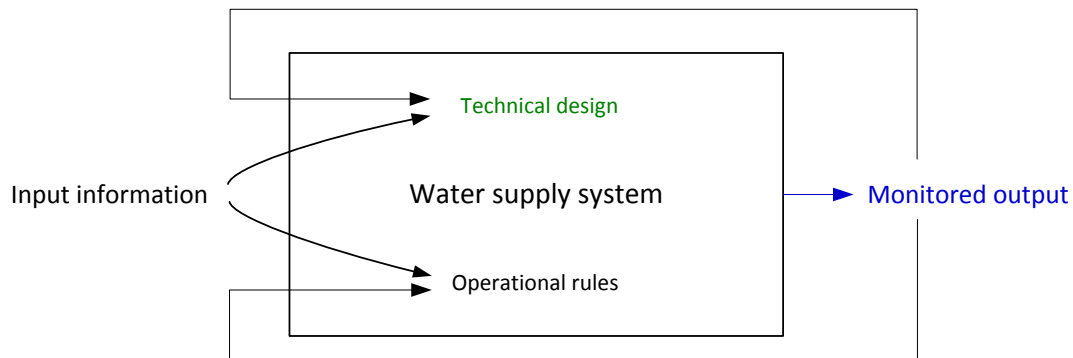 Technical design
Input information
Water supply system
Monitored output
Operational rules